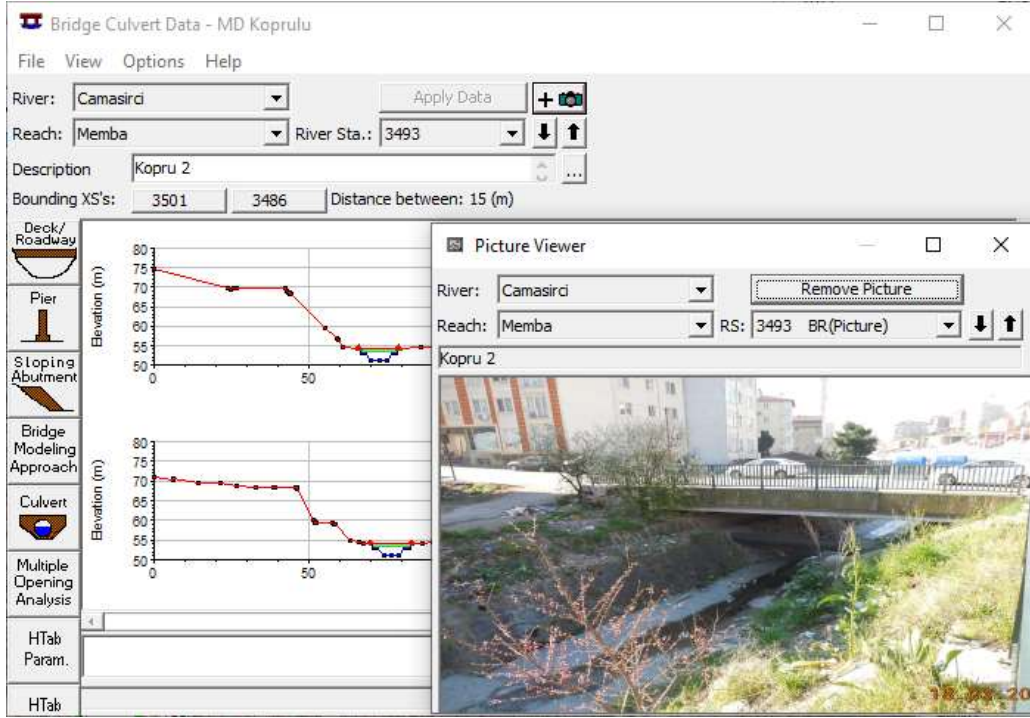 Bridge Culvert Data - MD Koprulu
File View Options Help
River: Camasirci Apply Data +
Reach: Memba River Sta.: 3493
Description Kopru 2 ...
Bounding XS's: 3501 3486 Distance between: 15 (m)
Deck/
Roadway
Pier
Sloping
Abutment
Bridge
Modeling
Approach
Culvert
Multiple
Opening
Analysis
HTab
Param.
HTab
Elevation (m)
80
75
70
65
60
55
50
0 50
Elevation (m)
80
75
70
65
60
55
50
0 50
Picture Viewer
River: Camasirci Remove Picture
Reach: Memba RS: 3493 BR(Picture)
Kopru 2